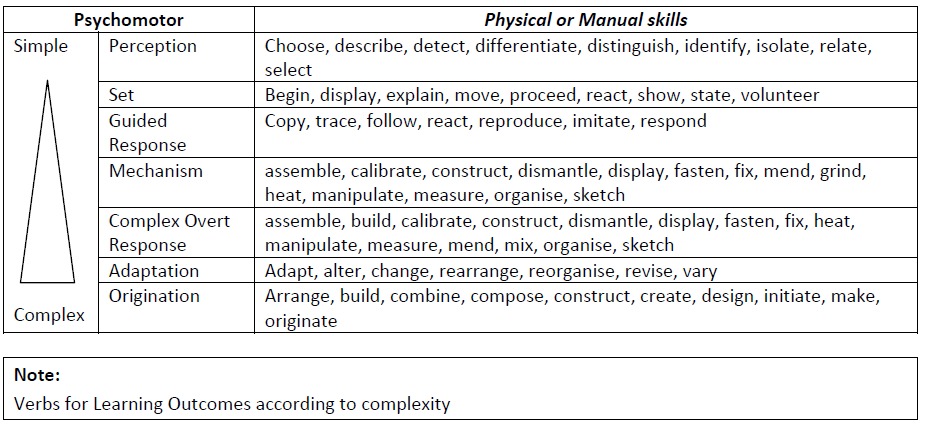 Psychomotor Physical or Manual skills
Simple Perception Choose, describe, detect, differentiate, distinguish, identify, isolate, relate,
select
Set Begin, display, explain, move, proceed, react, show, state, volunteer
Guided Copy, trace, follow, react, reproduce, imitate, respond
Response
Mechanism assemble, calibrate, construct, dismantle, display, fasten, fix, mend, grind,
heat, manipulate, measure, organise, sketch
Complex Overt assemble, build, calibrate, construct, dismantle, display, fasten, fix, heat,
Response manipulate, measure, mend, mix, organise, sketch
Adaptation Adapt, alter, change, rearrange, reorganise, revise, vary
Origination Arrange, build, combine, compose, construct, create, design, initiate, make,
Complex originate
Note:
Verbs for Learning Outcomes according to complexity